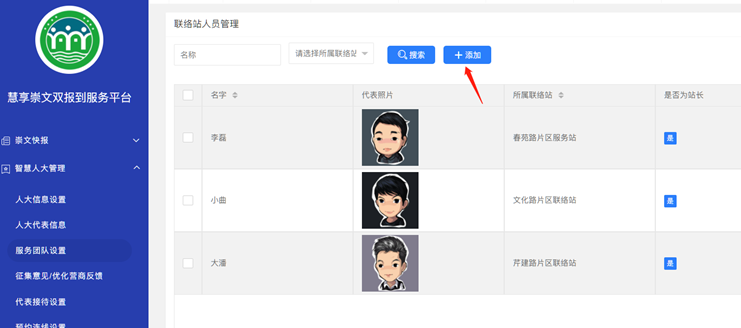 慧享崇文双报到服务平台
崇文快报
智慧人大管理
人大信息设置
人大代表信息
服务团队设置
征集意见/优化营商反馈
代表接待设置
预约连线设置
联络站人员管理
名称 请选择所属联络站 搜索 添加
名字 代表照片 所属联络站 是否为站长
李磊 春苑路片区服务站 是
小曲 文化路片区联络站 是
大潘 芹建路片区联络站 是